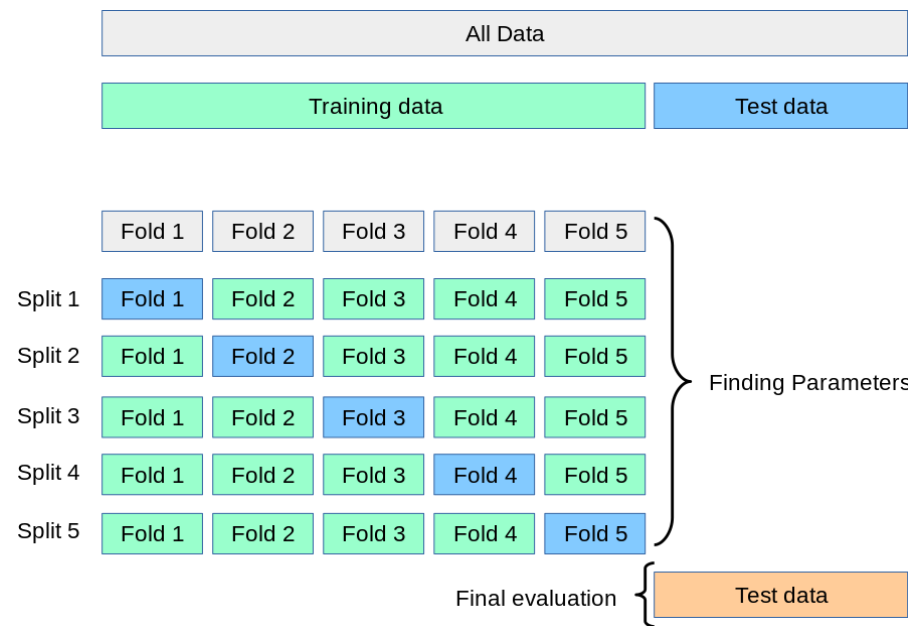 All Data
Training data Test data
Fold 1 Fold 2 Fold 3 Fold 4 Fold 5
Split 1 Fold 1 Fold 2 Fold 3 Fold 4 Fold 5
Split 2 Fold 1 Fold 2 Fold 3 Fold 4 Fold 5
Finding Parameters
Split 3 Fold 1 Fold 2 Fold 3 Fold 4 Fold 5
Split 4 Fold 1 Fold 2 Fold 3 Fold 4 Fold 5
Split 5 Fold 1 Fold 2 Fold 3 Fold 4 Fold 5
Final evaluation Test data